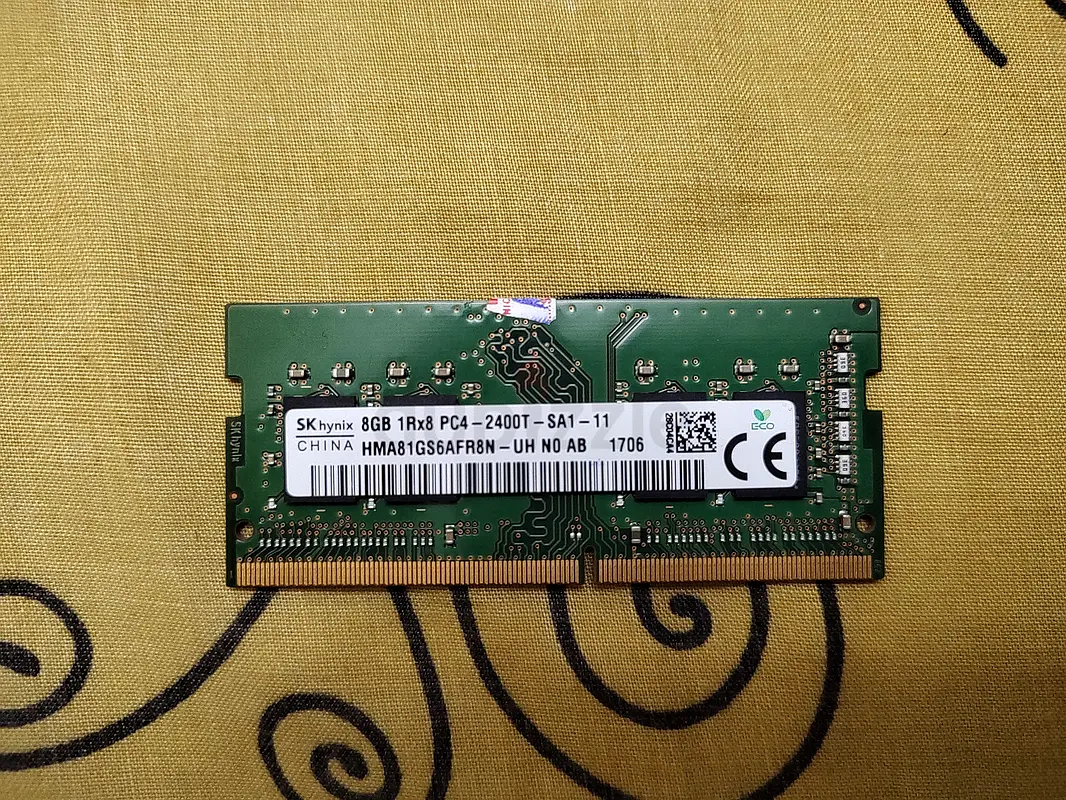 SK hynix 8GB 1Rx8 PC4-2400T-SA1-11
CHINA HMA81GS6AFR8N-UH N0 AB 1706
ECO
CE
SK hynix